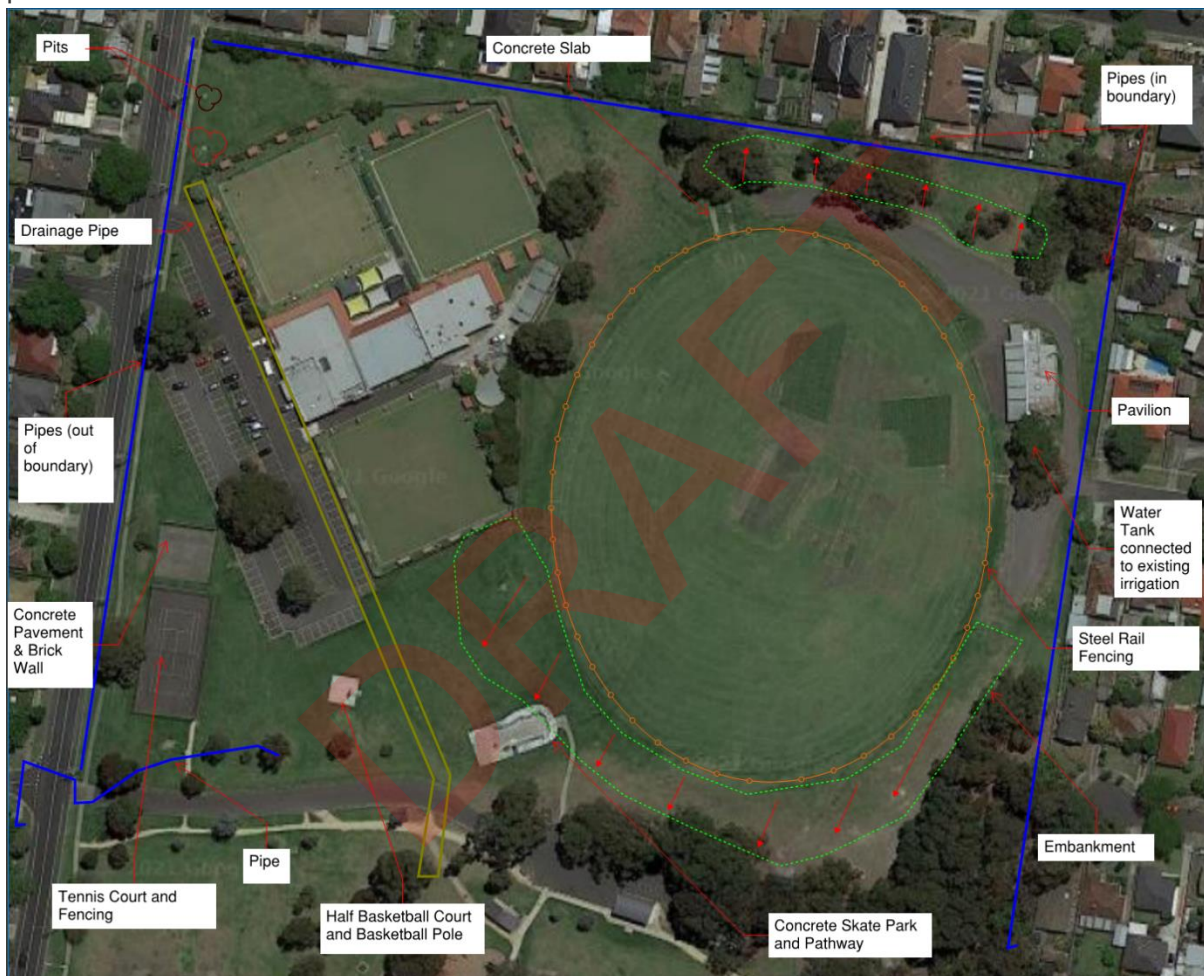 Pits
Concrete Slab
Pipes (in
boundary)
Drainage Pipe
Pavilion
Pipes (out
of
boundary)
Water
Tank
connected
to existing
irrigation
Concrete
Pavement
& Brick
Wall
Steel Rail
Fencing
Embankment
Pipe
Tennis Court and
Fencing
Half Basketball Court
and Basketball Pole
Concrete Skate Park
and Pathway
DRAFT